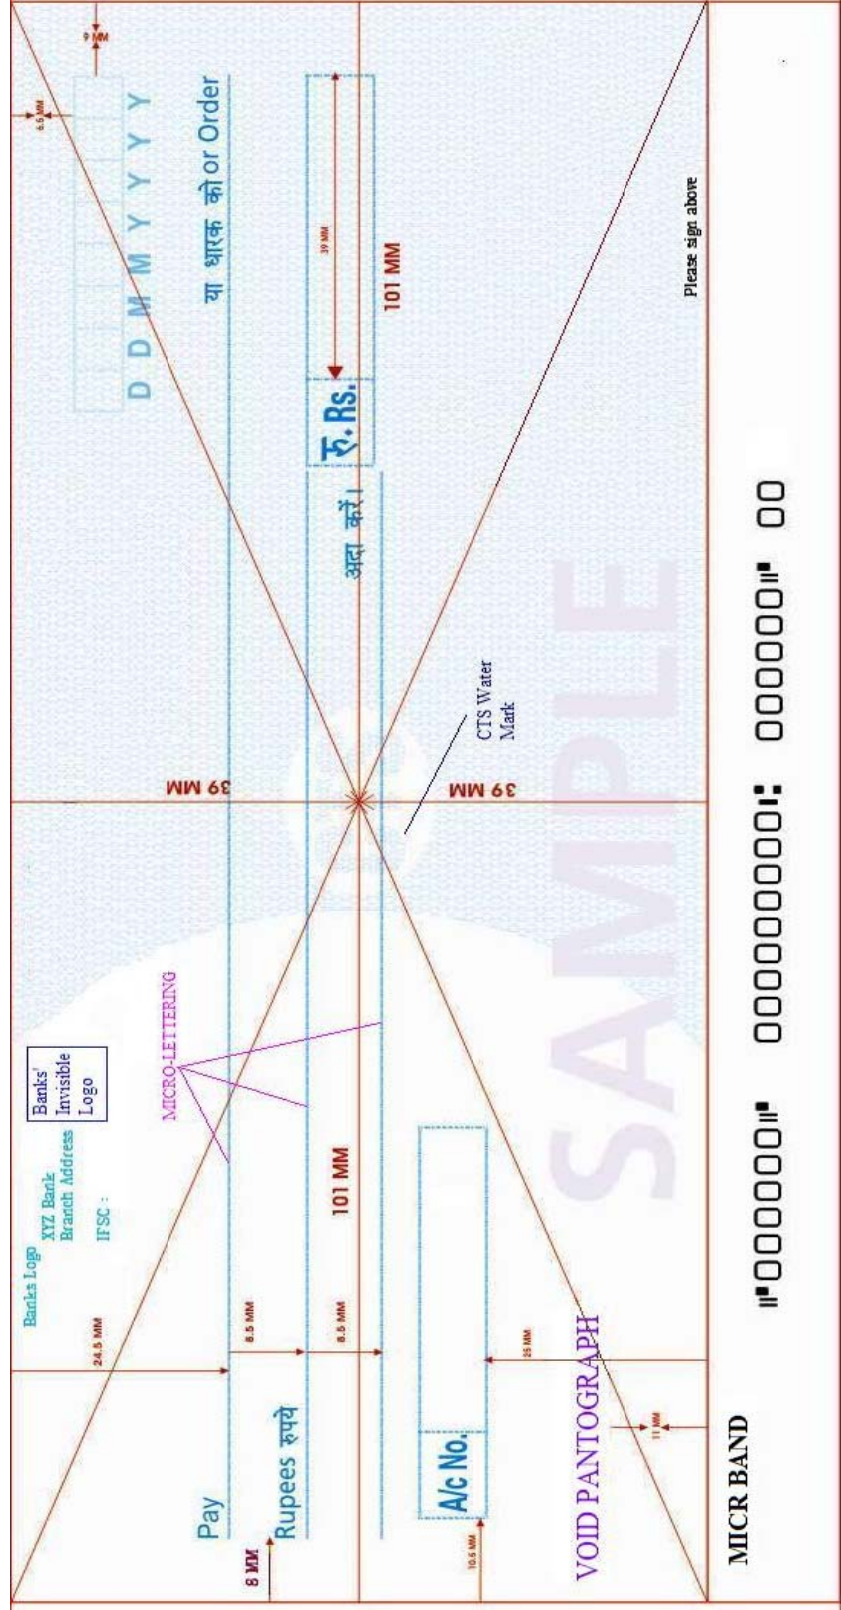 Banks Logo
XYZ Bank
Branch Address
IFSC :
Banks'
Invisible
Logo
6.5 MM
9 MM
24.5 MM
D D M M Y Y Y Y
MICRO-LETTERING
39 MM
Pay
या धारक को or Order
8 MM
8.5 MM
Rupees रुपये
8.5 MM
101 MM
अदा करें।
रु. Rs.
39 MM
101 MM
A/c No.
10.5 MM
25 MM
39 MM
CTS Water
Mark
SAMPLE
VOID PANTOGRAPH
11 MM
Please sign above
MICR BAND
⑈000000⑈ 000000000⑆ 000000⑈ 00